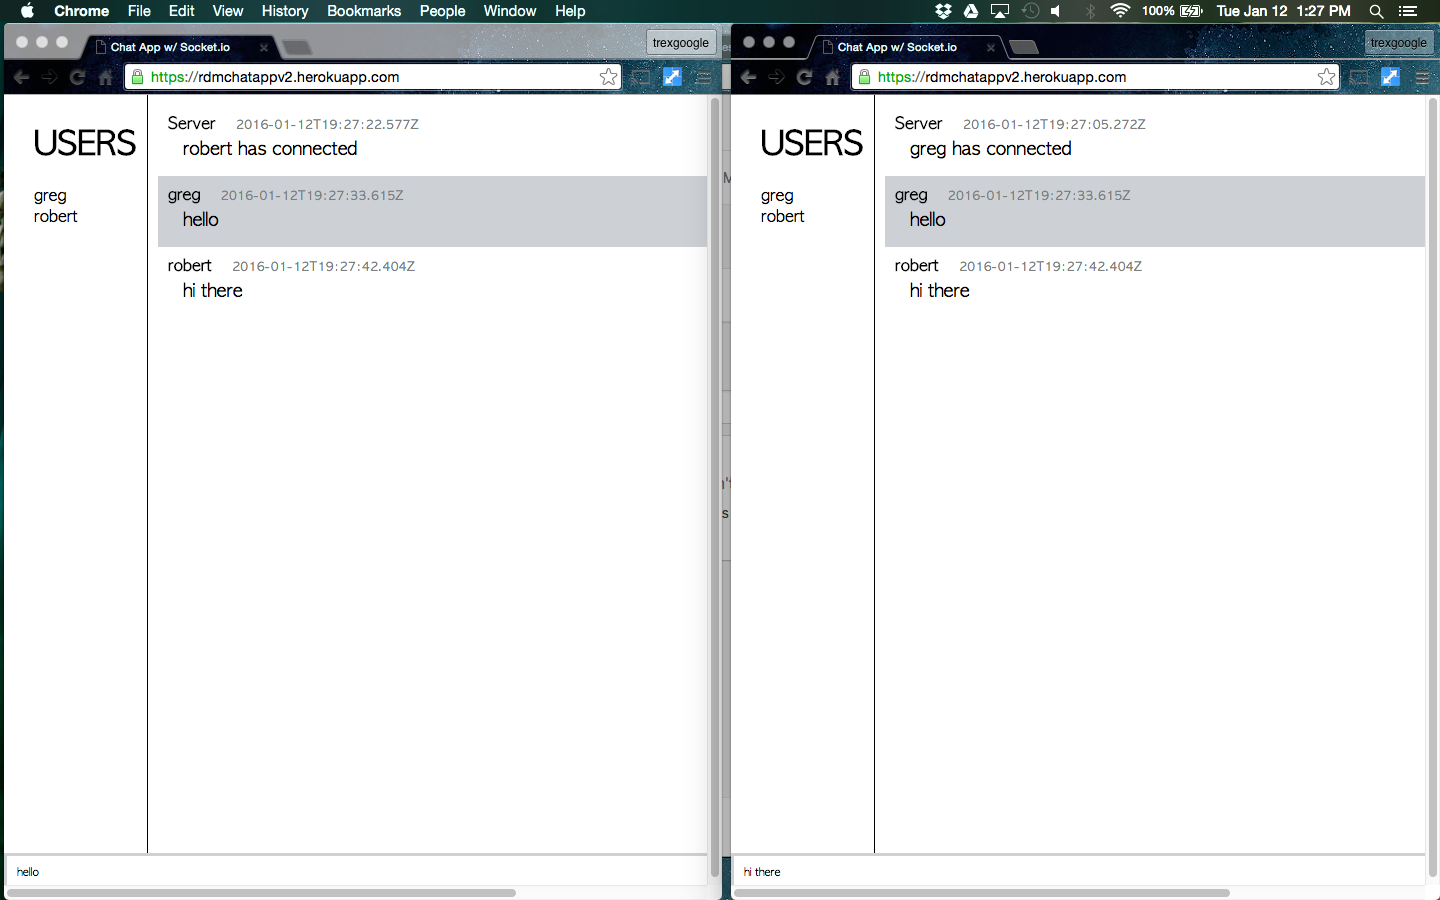 Chrome File Edit View History Bookmarks People Window Help 100% Tue Jan 12 1:27 PM
Chat App w/ Socket.io trexgoogle
https://rdmchatappv2.herokuapp.com
USERS
greg
robert
Server 2016-01-12T19:27:22.577Z
robert has connected
greg 2016-01-12T19:27:33.615Z
hello
robert 2016-01-12T19:27:42.404Z
hi there
hello
Chat App w/ Socket.io trexgoogle
https://rdmchatappv2.herokuapp.com
USERS
greg
robert
Server 2016-01-12T19:27:05.272Z
greg has connected
greg 2016-01-12T19:27:33.615Z
hello
robert 2016-01-12T19:27:42.404Z
hi there
hi there